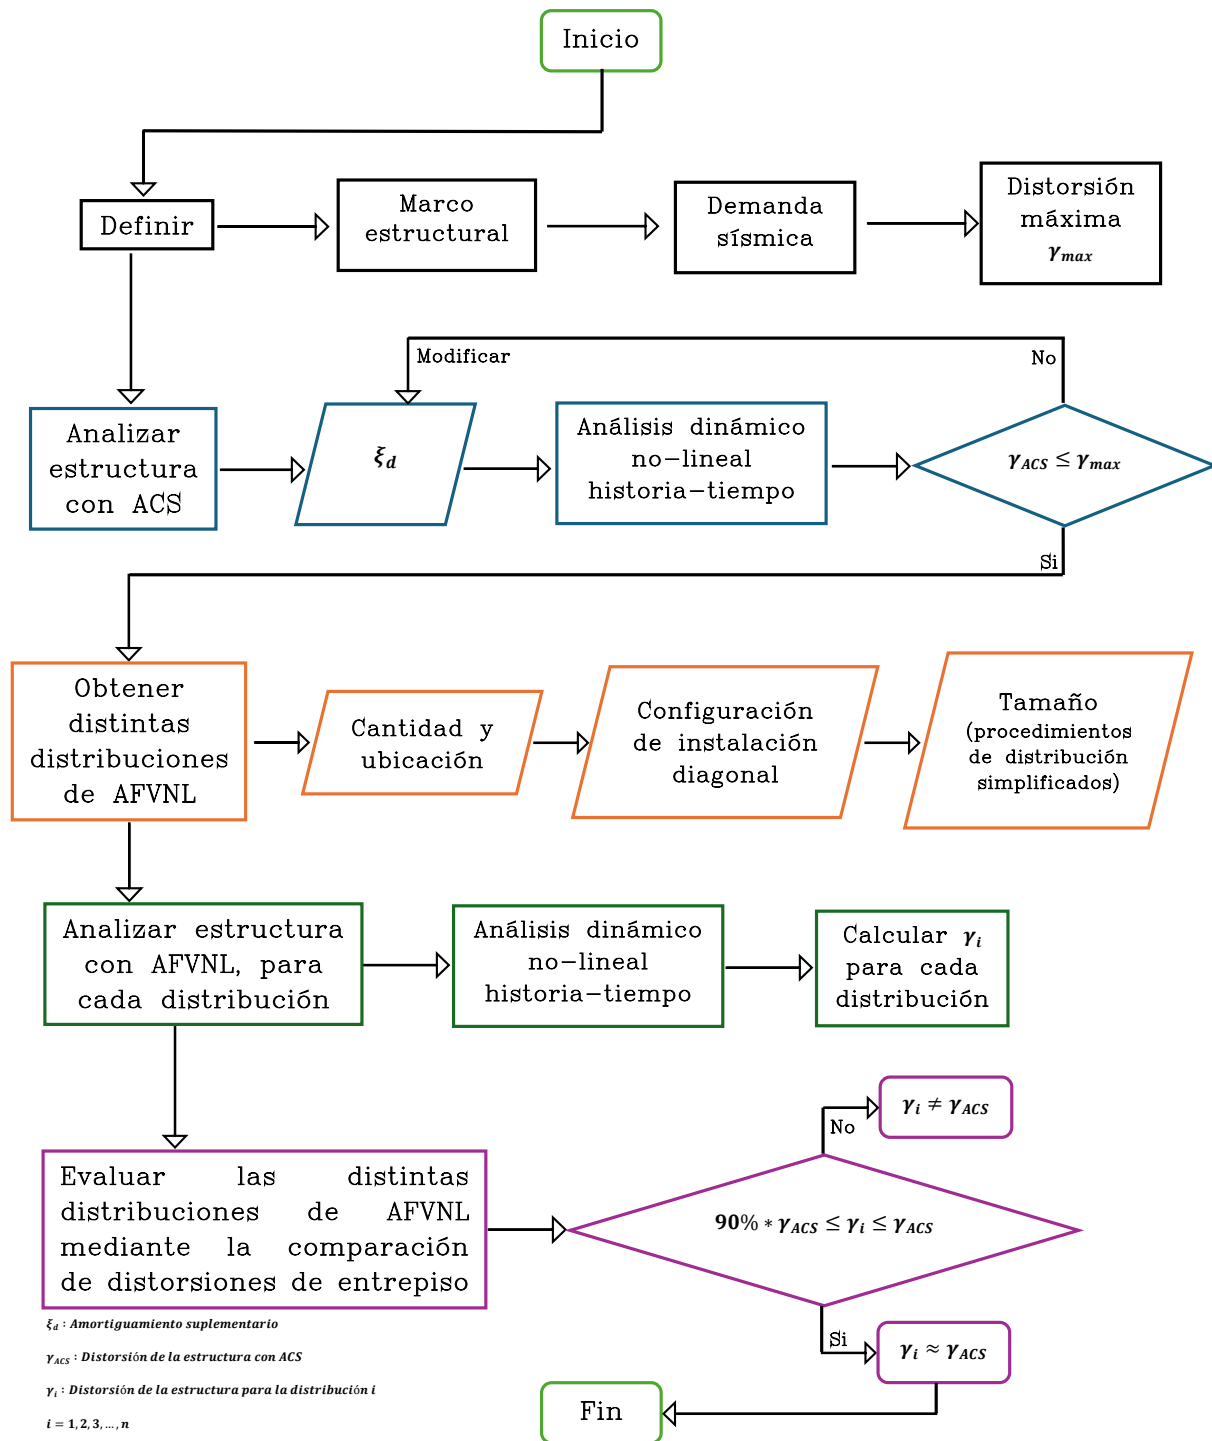 Inicio
Definir
Marco
estructural
Demanda
sísmica
Distorsión
máxima
γmax
Modificar
No
Analizar
estructura
con ACS
ξd
Análisis dinámico
no-lineal
historia-tiempo
γACS ≤ γmax
Si
Obtener
distintas
distribuciones
de AFVNL
Cantidad y
ubicación
Configuración
de instalación
diagonal
Tamaño
(procedimientos
de distribución
simplificados)
Analizar estructura
con AFVNL, para
cada distribución
Análisis dinámico
no-lineal
historia-tiempo
Calcular γi
para cada
distribución
Evaluar las distintas
distribuciones de AFVNL
mediante la comparación
de distorsiones de entrepiso
90% * γACS ≤ γi ≤ γACS
No
γi ≠ γACS
Si
γi ≈ γACS
Fin
ξd : Amortiguamiento suplementario
γACS : Distorsión de la estructura con ACS
γi : Distorsión de la estructura para la distribución i
i = 1, 2, 3, ..., n